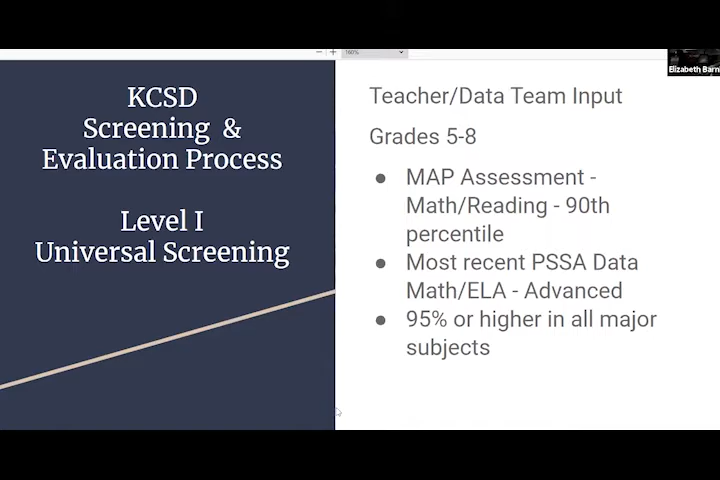 160%
Elizabeth Barn
KCSD
Screening &
Evaluation Process
Level I
Universal Screening
Teacher/Data Team Input
Grades 5-8
● MAP Assessment -
Math/Reading - 90th
percentile
● Most recent PSSA Data
Math/ELA - Advanced
● 95% or higher in all major
subjects